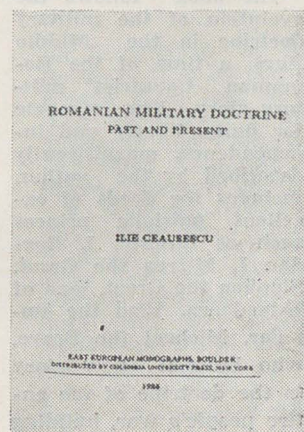 ROMANIAN MILITARY DOCTRINE
PAST AND PRESENT
ILIE CEAUSESCU
EAST EUROPEAN MONOGRAPHS, BOULDER
DISTRIBUTED BY COLUMBIA UNIVERSITY PRESS, NEW YORK
1988